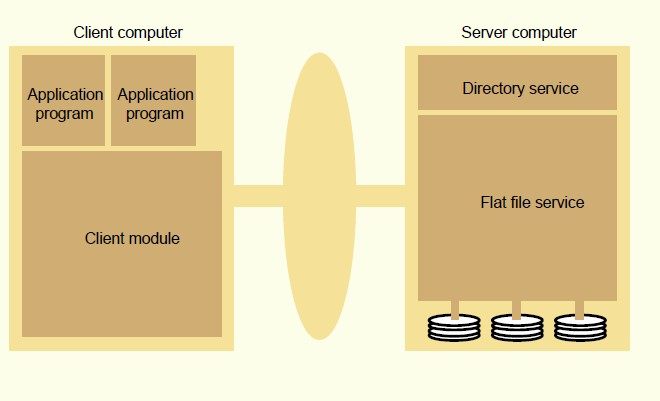 Client computer
Server computer
Application
program
Application
program
Directory service
Flat file service
Client module